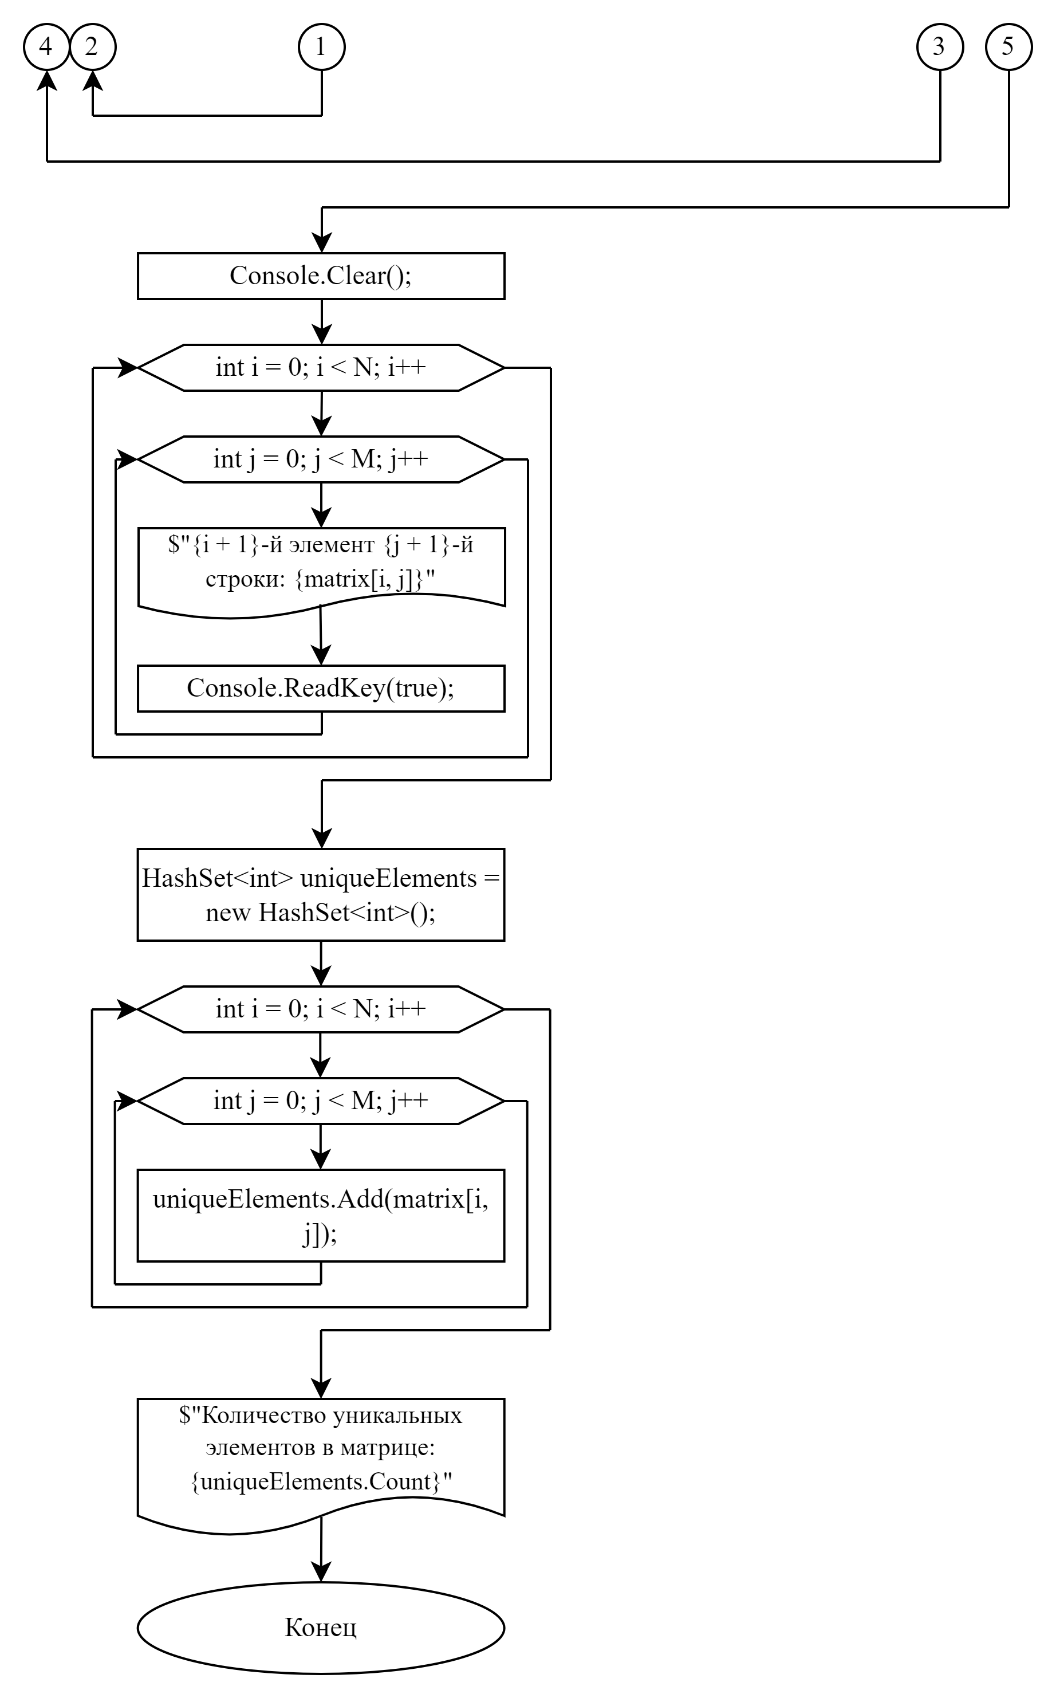 4 2 1 3 5
Console.Clear();
int i = 0; i < N; i++
int j = 0; j < M; j++
$"{i + 1}-й элемент {j + 1}-й
строки: {matrix[i, j]}"
Console.ReadKey(true);
HashSet<int> uniqueElements =
new HashSet<int>();
int i = 0; i < N; i++
int j = 0; j < M; j++
uniqueElements.Add(matrix[i,
j]);
$"Количество уникальных
элементов в матрице:
{uniqueElements.Count}"
Конец